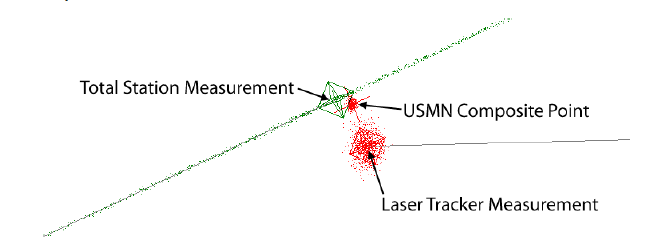 Total Station Measurement
USMN Composite Point
Laser Tracker Measurement